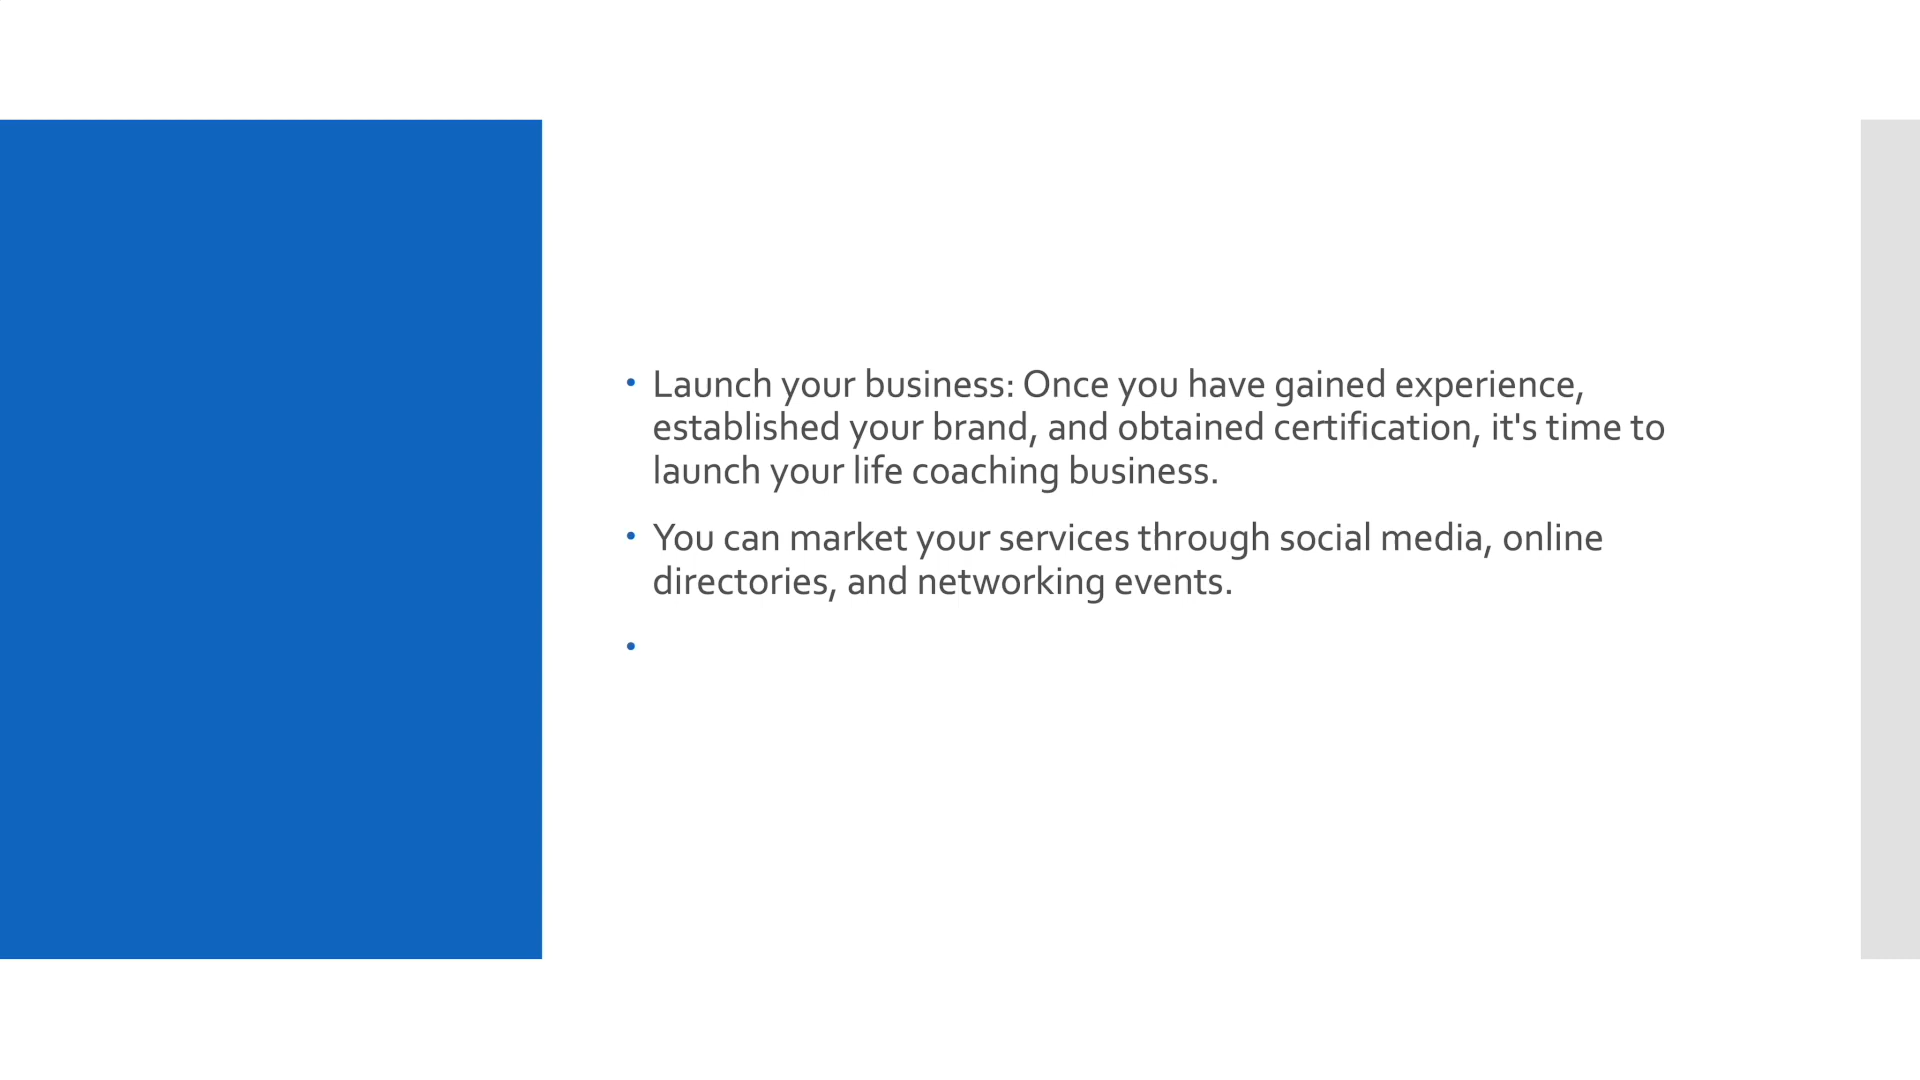 • Launch your business: Once you have gained experience,
established your brand, and obtained certification, it's time to
launch your life coaching business.
• You can market your services through social media, online
directories, and networking events.
•